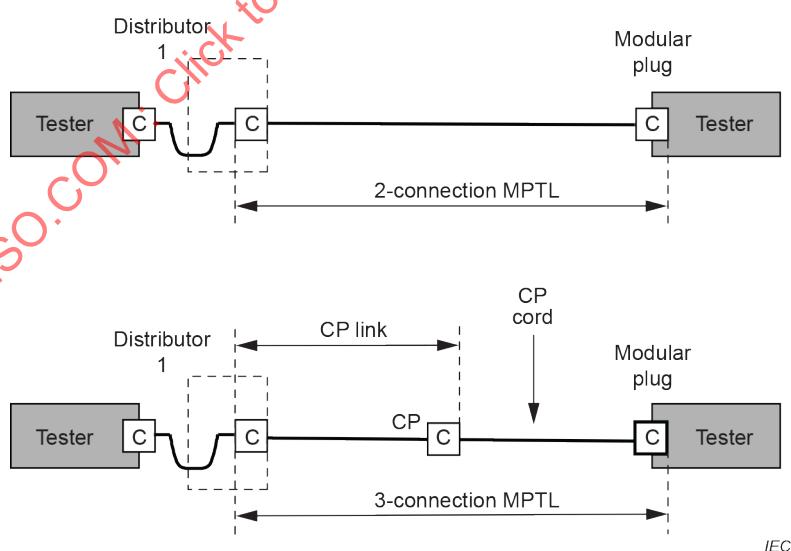 Distributor
1
Modular
plug
Tester
C
C
C
Tester
2-connection MPTL
CP
cord
CP link
Distributor
1
Modular
plug
Tester
C
C
CP
C
C
Tester
3-connection MPTL
IEC
SO.COM: Click to